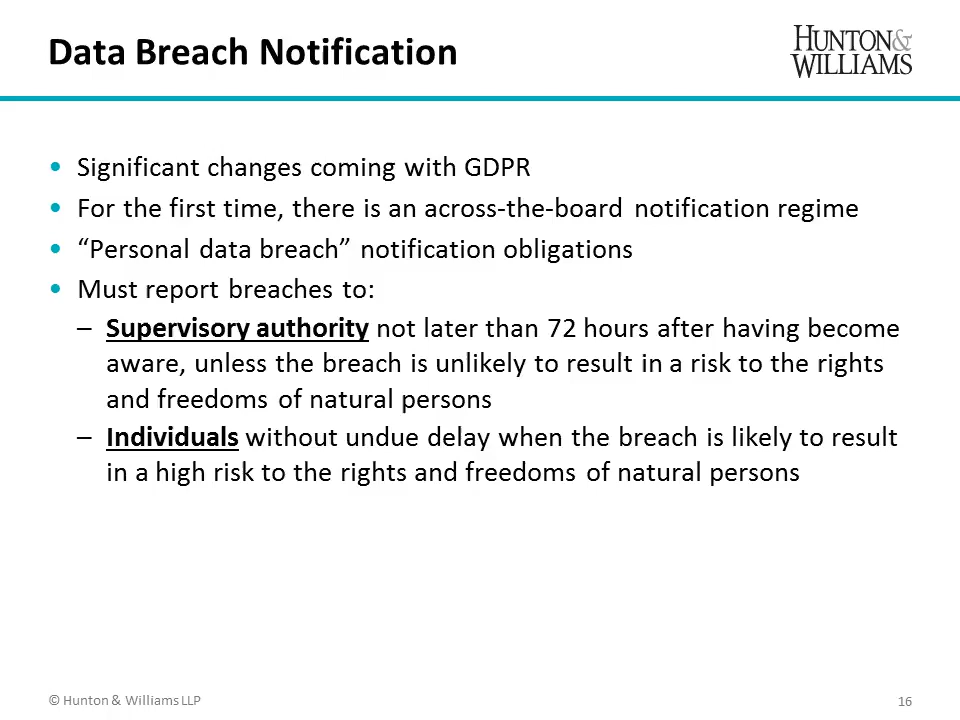 Data Breach Notification
HUNTON&
WILLIAMS
• Significant changes coming with GDPR
• For the first time, there is an across-the-board notification regime
• “Personal data breach” notification obligations
• Must report breaches to:
– Supervisory authority not later than 72 hours after having become
aware, unless the breach is unlikely to result in a risk to the rights
and freedoms of natural persons
– Individuals without undue delay when the breach is likely to result
in a high risk to the rights and freedoms of natural persons
© Hunton & Williams LLP
16